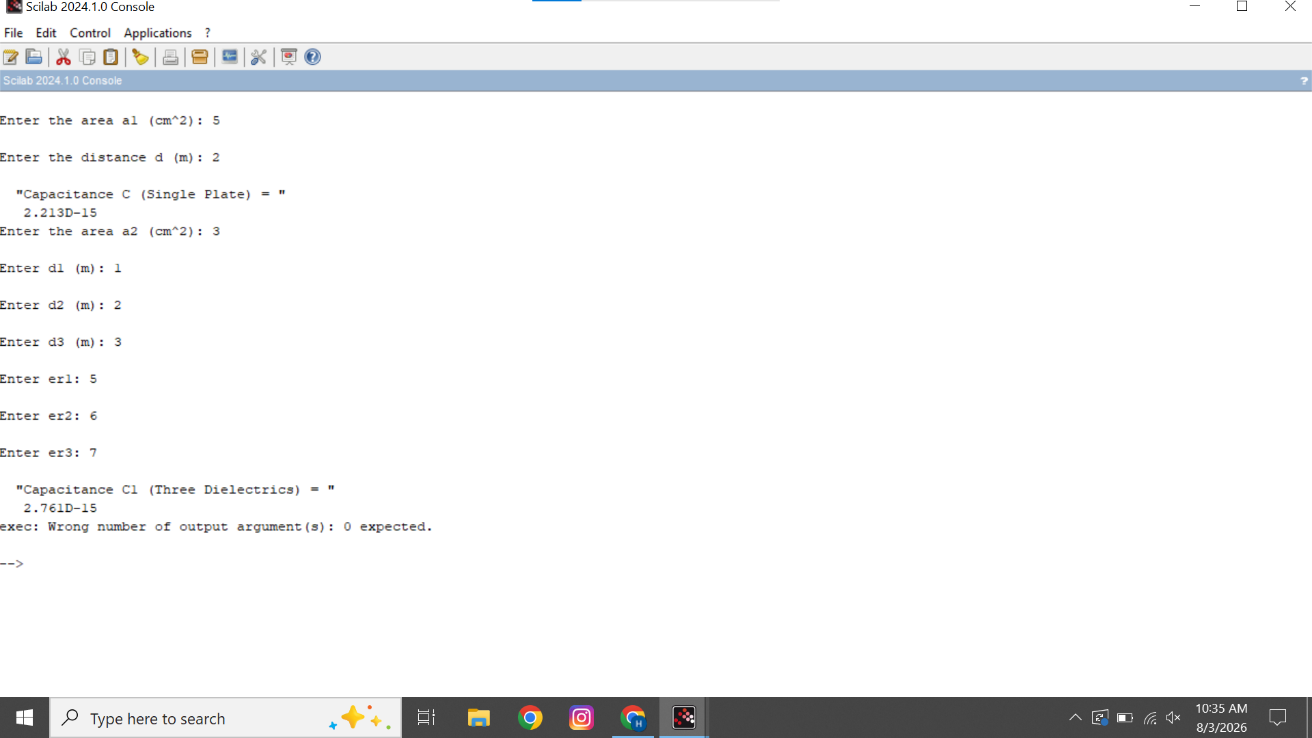 Scilab 2024.1.0 Console
File Edit Control Applications ?
Scilab 2024.1.0 Console ?
Enter the area a1 (cm^2): 5
Enter the distance d (m): 2
"Capacitance C (Single Plate) = "
2.213D-15
Enter the area a2 (cm^2): 3
Enter d1 (m): 1
Enter d2 (m): 2
Enter d3 (m): 3
Enter er1: 5
Enter er2: 6
Enter er3: 7
"Capacitance C1 (Three Dielectrics) = "
2.761D-15
exec: Wrong number of output argument(s): 0 expected.
-->
Type here to search
H
10:35 AM
8/3/2026